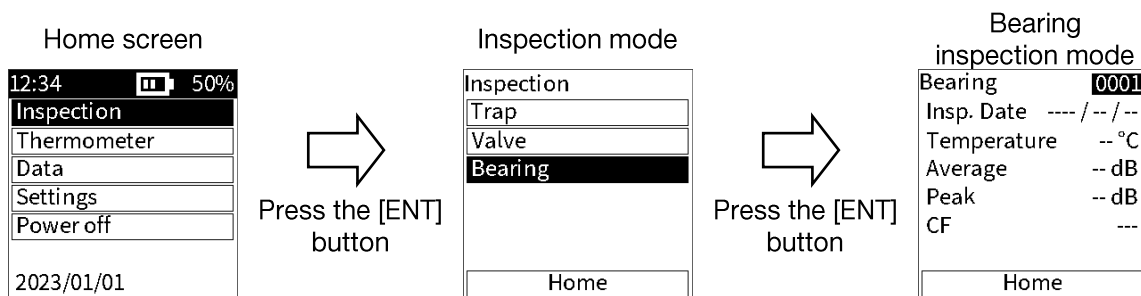 Home screen
12:34 50%
Inspection
Thermometer
Data
Settings
Power off
2023/01/01
Press the [ENT]
button
Inspection mode
Inspection
Trap
Valve
Bearing
Home
Press the [ENT]
button
Bearing
inspection mode
Bearing 0001
Insp. Date ---- / -- / --
Temperature -- °C
Average -- dB
Peak -- dB
CF ---
Home